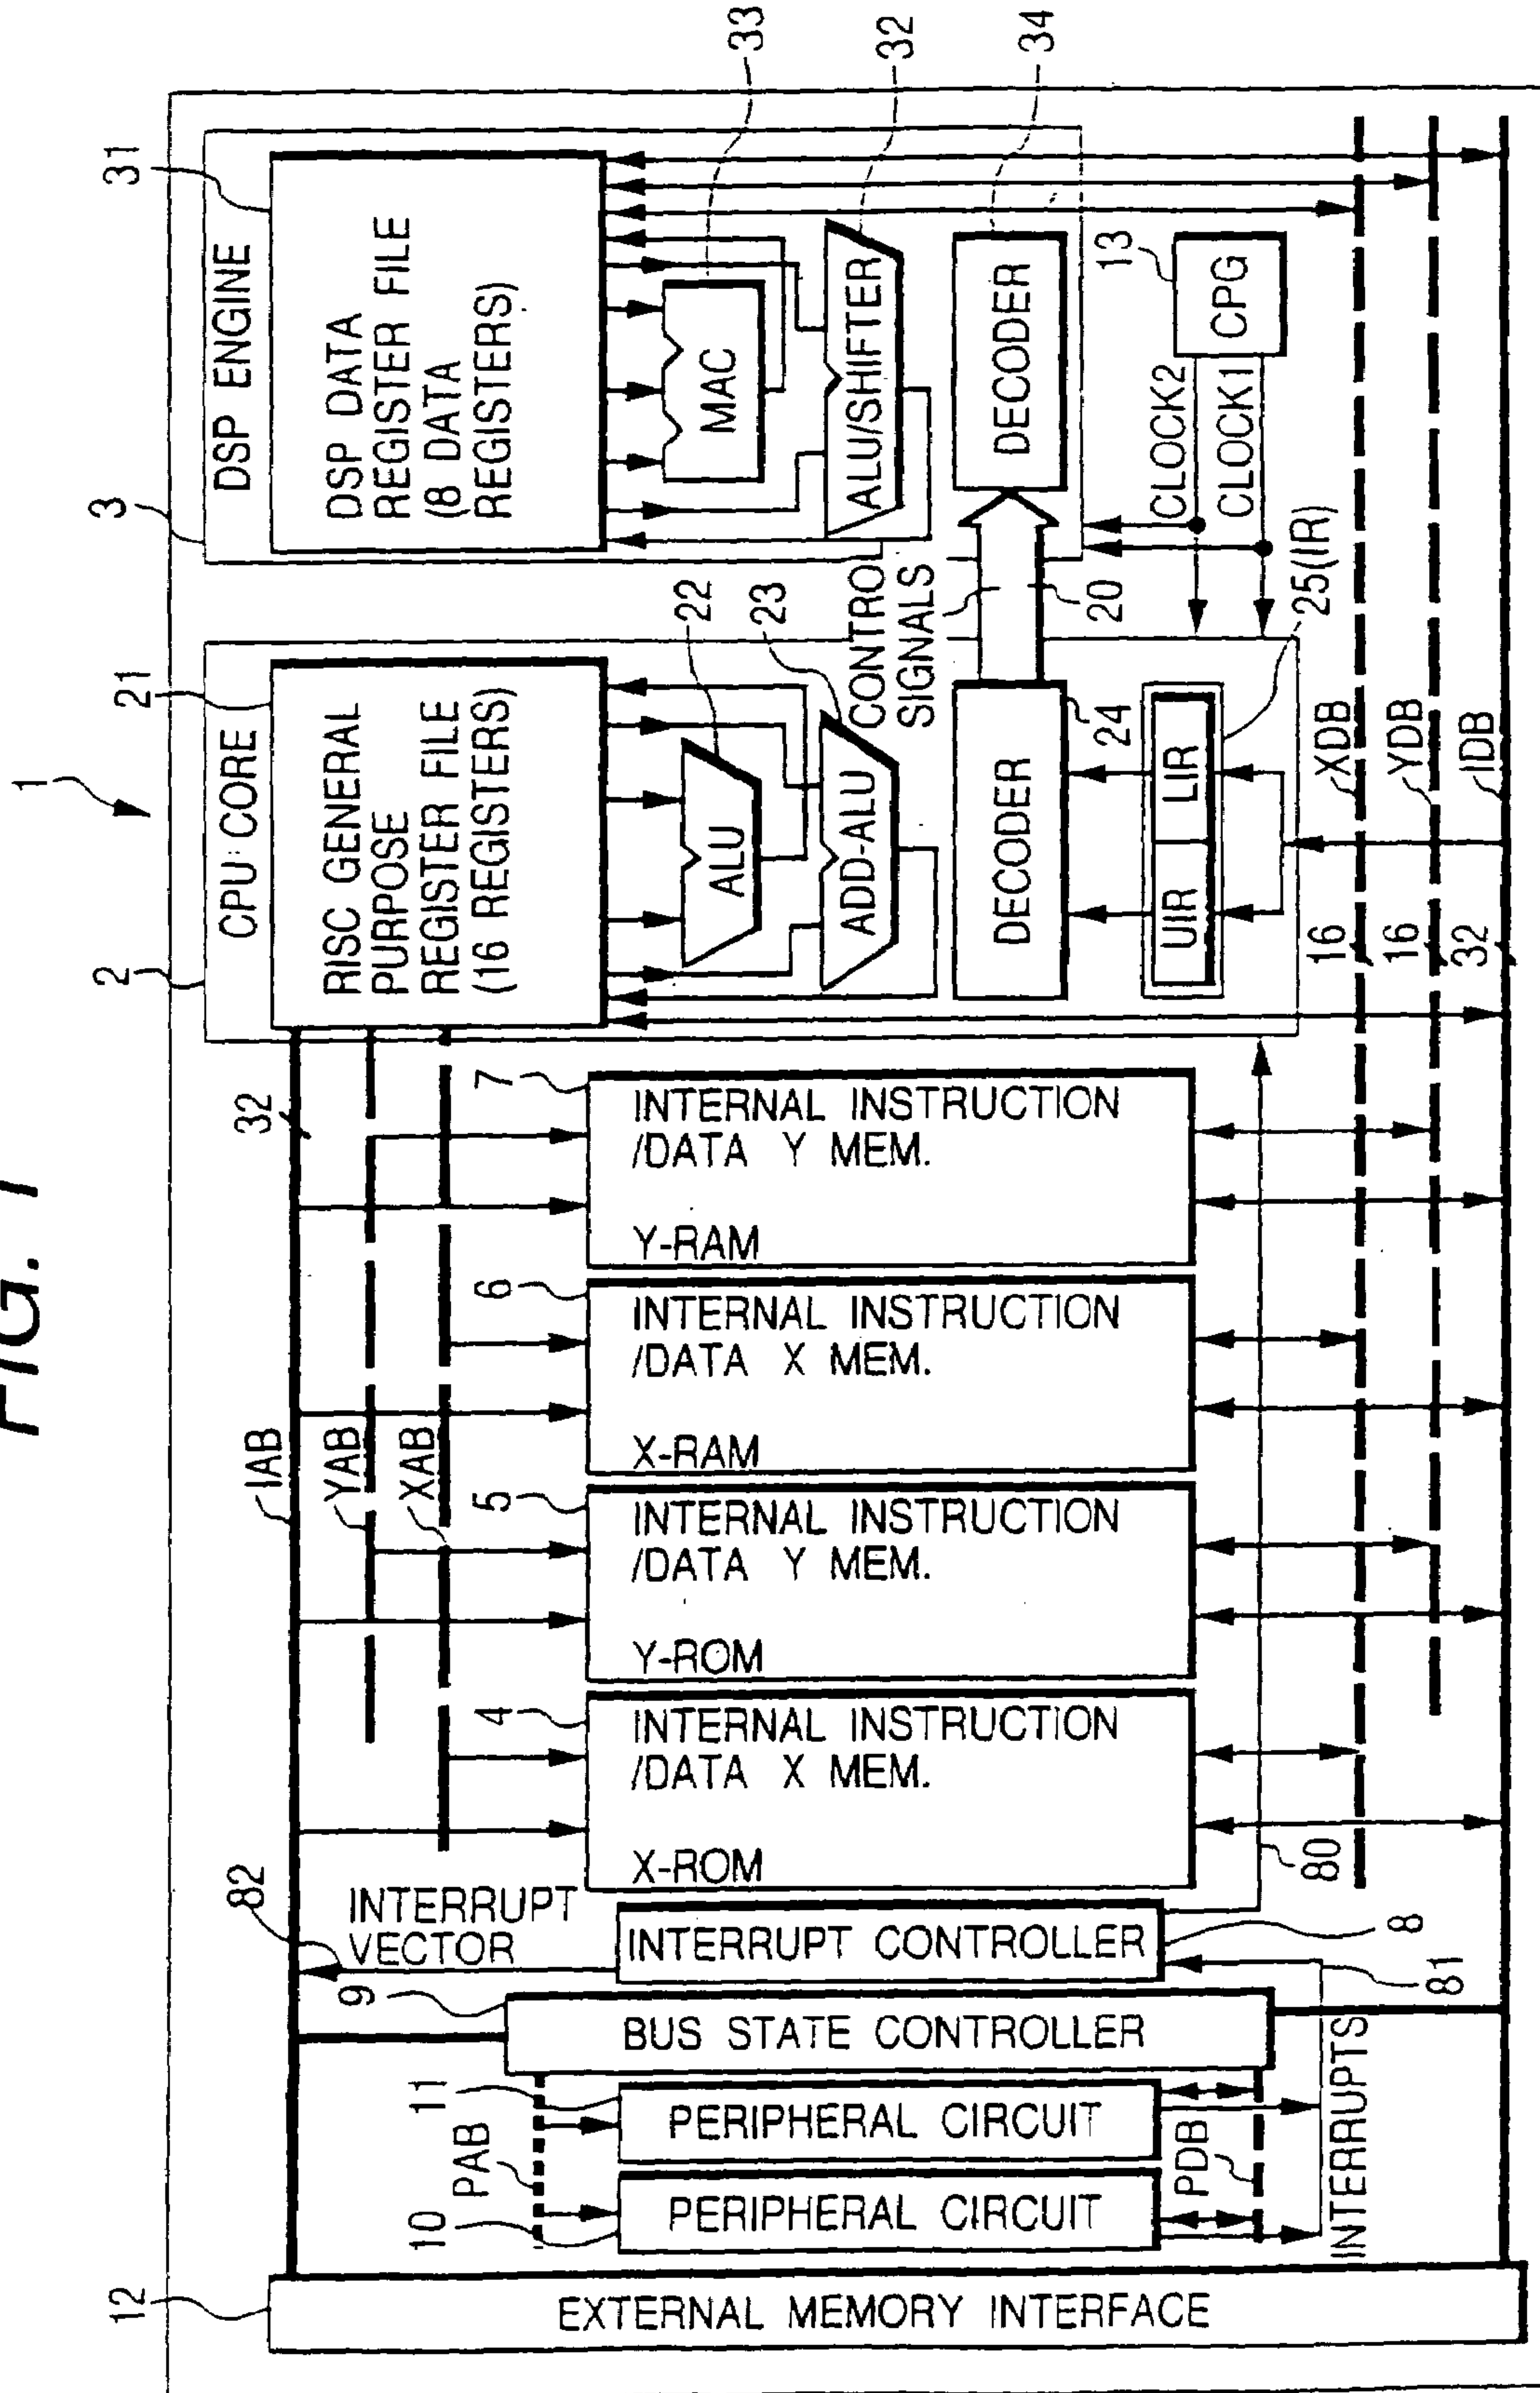 FIG. 1
1
12
EXTERNAL MEMORY INTERFACE
10
PERIPHERAL CIRCUIT
11
PERIPHERAL CIRCUIT
PAB
PDB
INTERRUPTS
9
BUS STATE CONTROLLER
82
INTERRUPT
VECTOR
INTERRUPT CONTROLLER
8
81
80
IAB
YAB
XAB
32
4
INTERNAL INSTRUCTION
/DATA X MEM.
X-ROM
5
INTERNAL INSTRUCTION
/DATA Y MEM.
Y-ROM
6
INTERNAL INSTRUCTION
/DATA X MEM.
X-RAM
7
INTERNAL INSTRUCTION
/DATA Y MEM.
Y-RAM
2
CPU CORE
21
RISC GENERAL
PURPOSE
REGISTER FILE
(16 REGISTERS)
ALU
22
ADD-ALU
23
DECODER
24
UIR
LIR
25(IR)
CONTROL
SIGNALS
20
16
XDB
16
YDB
32
IDB
3
DSP ENGINE
31
DSP DATA
REGISTER FILE
(8 DATA
REGISTERS)
MAC
33
ALU/SHIFTER
32
DECODER
34
CLOCK2
CLOCK1
13
CPG